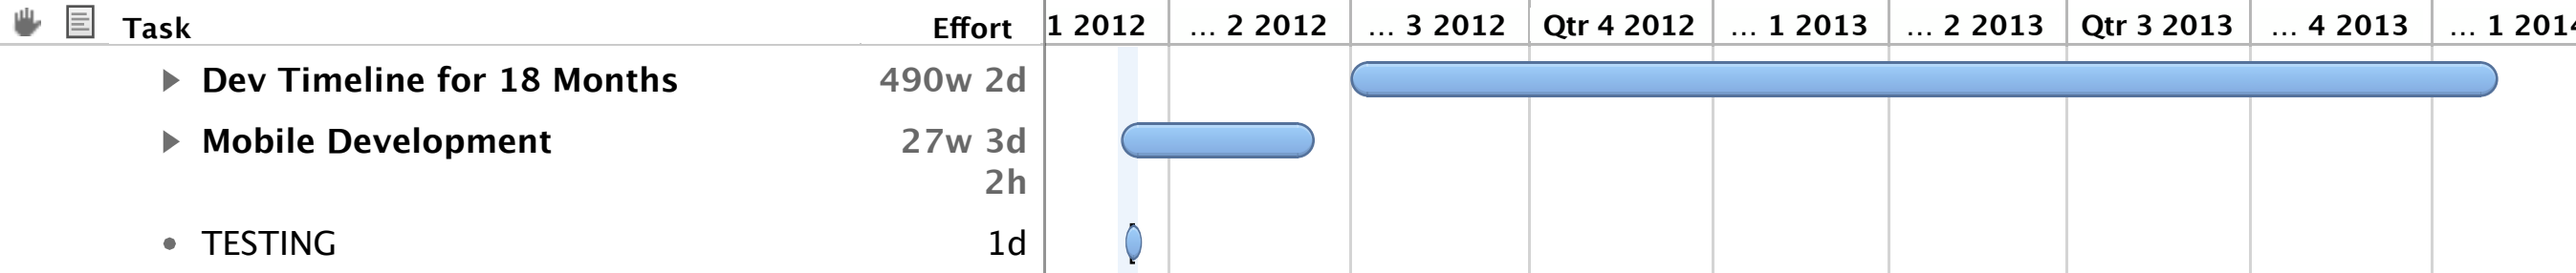 Task Effort 1 2012 ... 2 2012 ... 3 2012 Qtr 4 2012 ... 1 2013 ... 2 2013 Qtr 3 2013 ... 4 2013 ... 1 2014
Dev Timeline for 18 Months 490w 2d
Mobile Development 27w 3d
2h
TESTING 1d